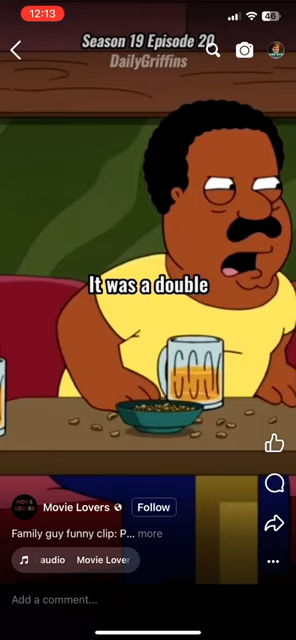 12:13
46
Season 19 Episode 20
DailyGriffins
It was a double
Movie Lovers
Follow
Family guy funny clip: P... more
audio Movie Lover
Add a comment...